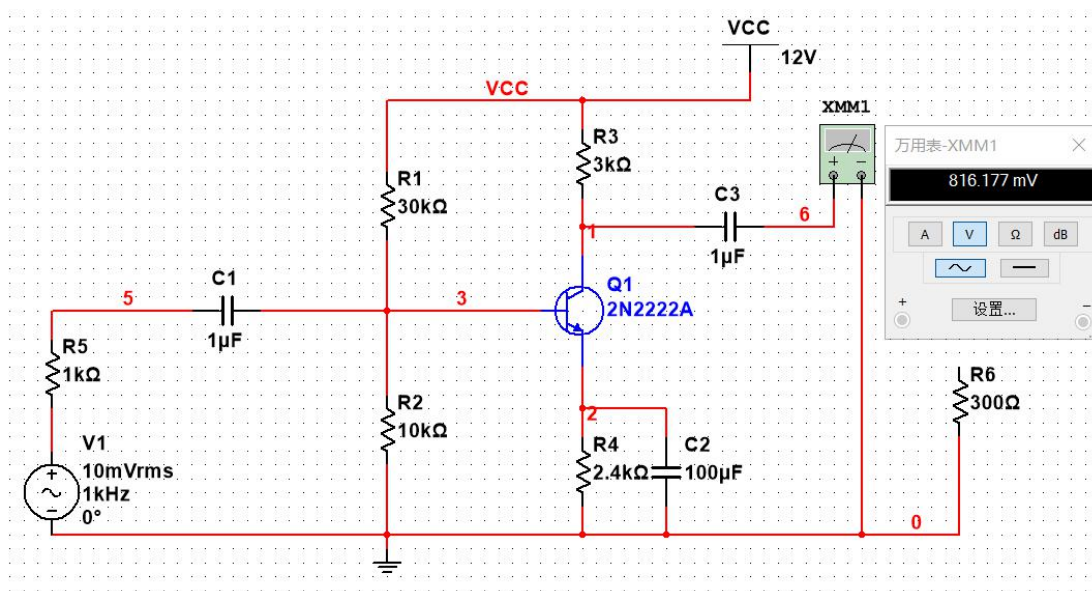 VCC
12V
VCC
XMM1
万用表-XMM1
816.177 mV
A
V
Ω
dB
设置...
+
−
+
−
R3
3kΩ
R1
30kΩ
C3
1µF
6
1
C1
1µF
5
3
Q1
2N2222A
R5
1kΩ
R6
300Ω
R2
10kΩ
2
R4
2.4kΩ
C2
100µF
V1
10mVrms
1kHz
0°
+
−
0